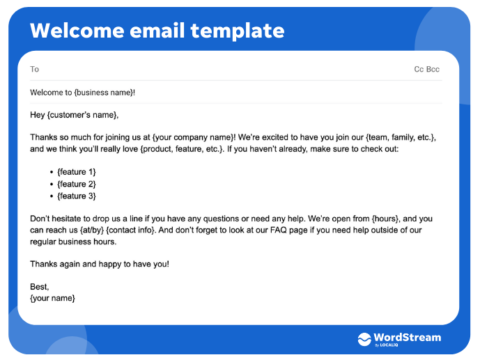 Welcome email template
To Cc Bcc
Welcome to {business name}!
Hey {customer's name},
Thanks so much for joining us at {your company name}! We're excited to have you join our {team, family, etc.},
and we think you'll really love {product, feature, etc.}. If you haven't already, make sure to check out:
• {feature 1}
• {feature 2}
• {feature 3}
Don't hesitate to drop us a line if you have any questions or need any help. We're open from {hours}, and you
can reach us {at/by} {contact info}. And don't forget to look at our FAQ page if you need help outside of our
regular business hours.
Thanks again and happy to have you!
Best,
{your name}
WordStream
by LOCALiQ